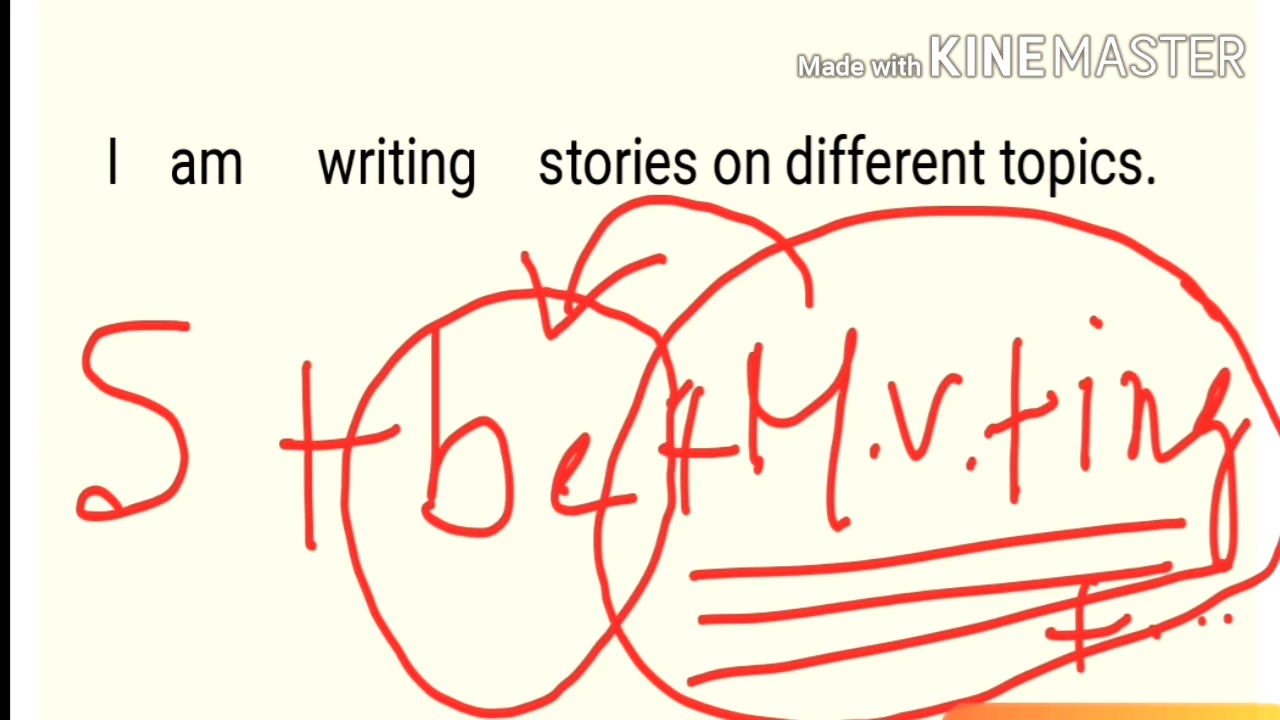 Made with KINEMASTER
I am writing stories on different topics.
S + be + M.V.+ing
+....